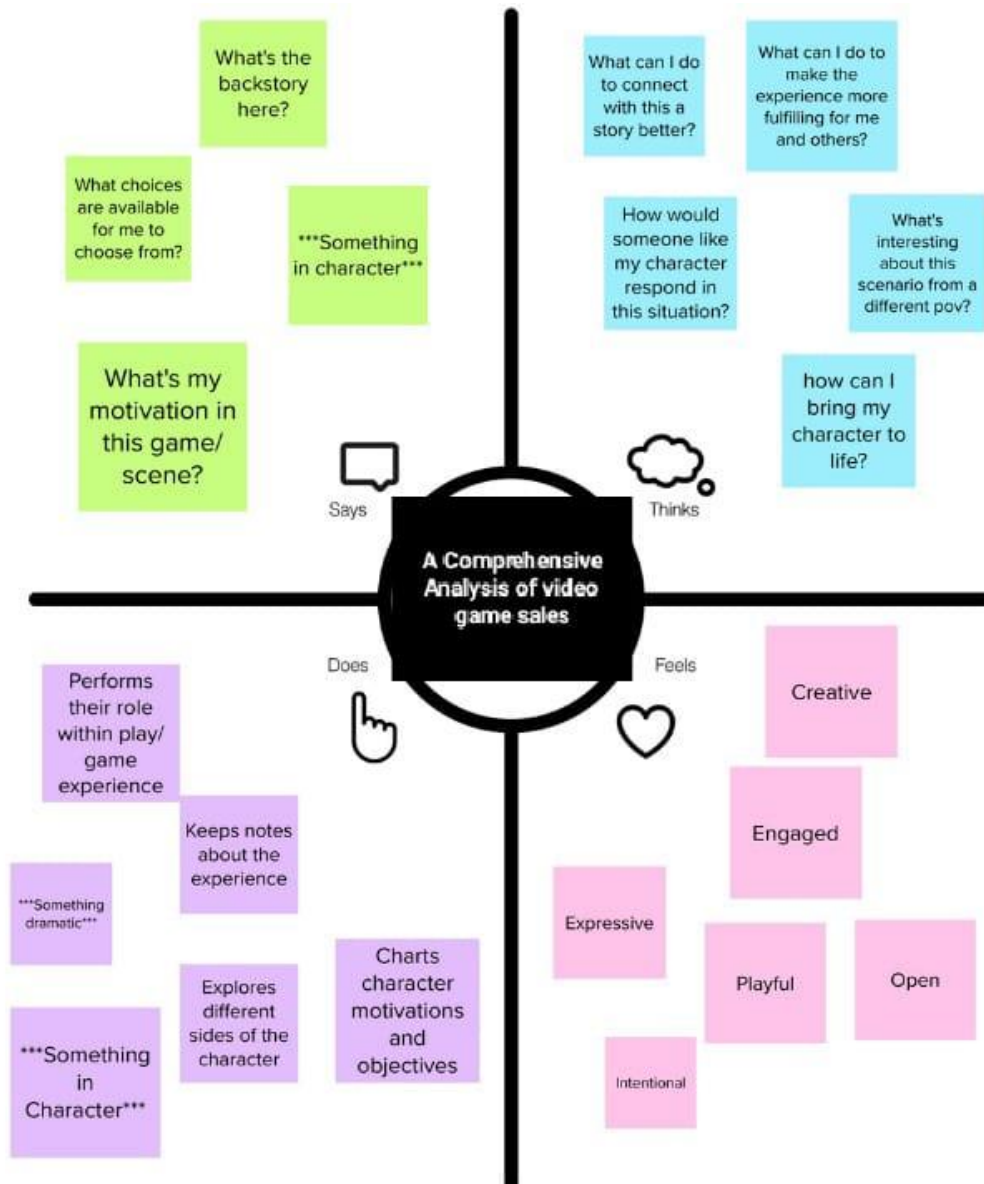 What's the
backstory
here?
What choices
are available
for me to
choose from?
***Something
in character***
What's my
motivation in
this game/
scene?
Says
What can I do
to connect
with this a
story better?
What can I do to
make the
experience more
fulfilling for me
and others?
How would
someone like
my character
respond in
this situation?
What's
interesting
about this
scenario from a
different pov?
how can I
bring my
character to
life?
Thinks
A Comprehensive
Analysis of video
game sales
Does
Performs
their role
within play/
game
experience
Keeps notes
about the
experience
***Something
dramatic***
Explores
different
sides of the
character
Charts
character
motivations
and
objectives
***Something
in
Character***
Feels
Creative
Engaged
Expressive
Playful
Open
Intentional